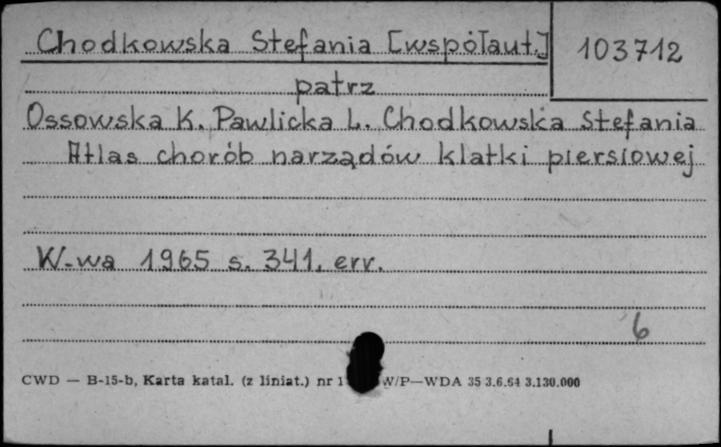 Chodkowska Stefania [współaut.] 103712
patrz
Ossowska K. Pawlicka L. Chodkowska Stefania
Atlas chorób narządów klatki piersiowej
W-wa 1965 s. 341, err.
6
CWD — B-15-b, Karta katal. (z liniat.) nr 1 W/P—WDA 35 3.6.64 3.130.000